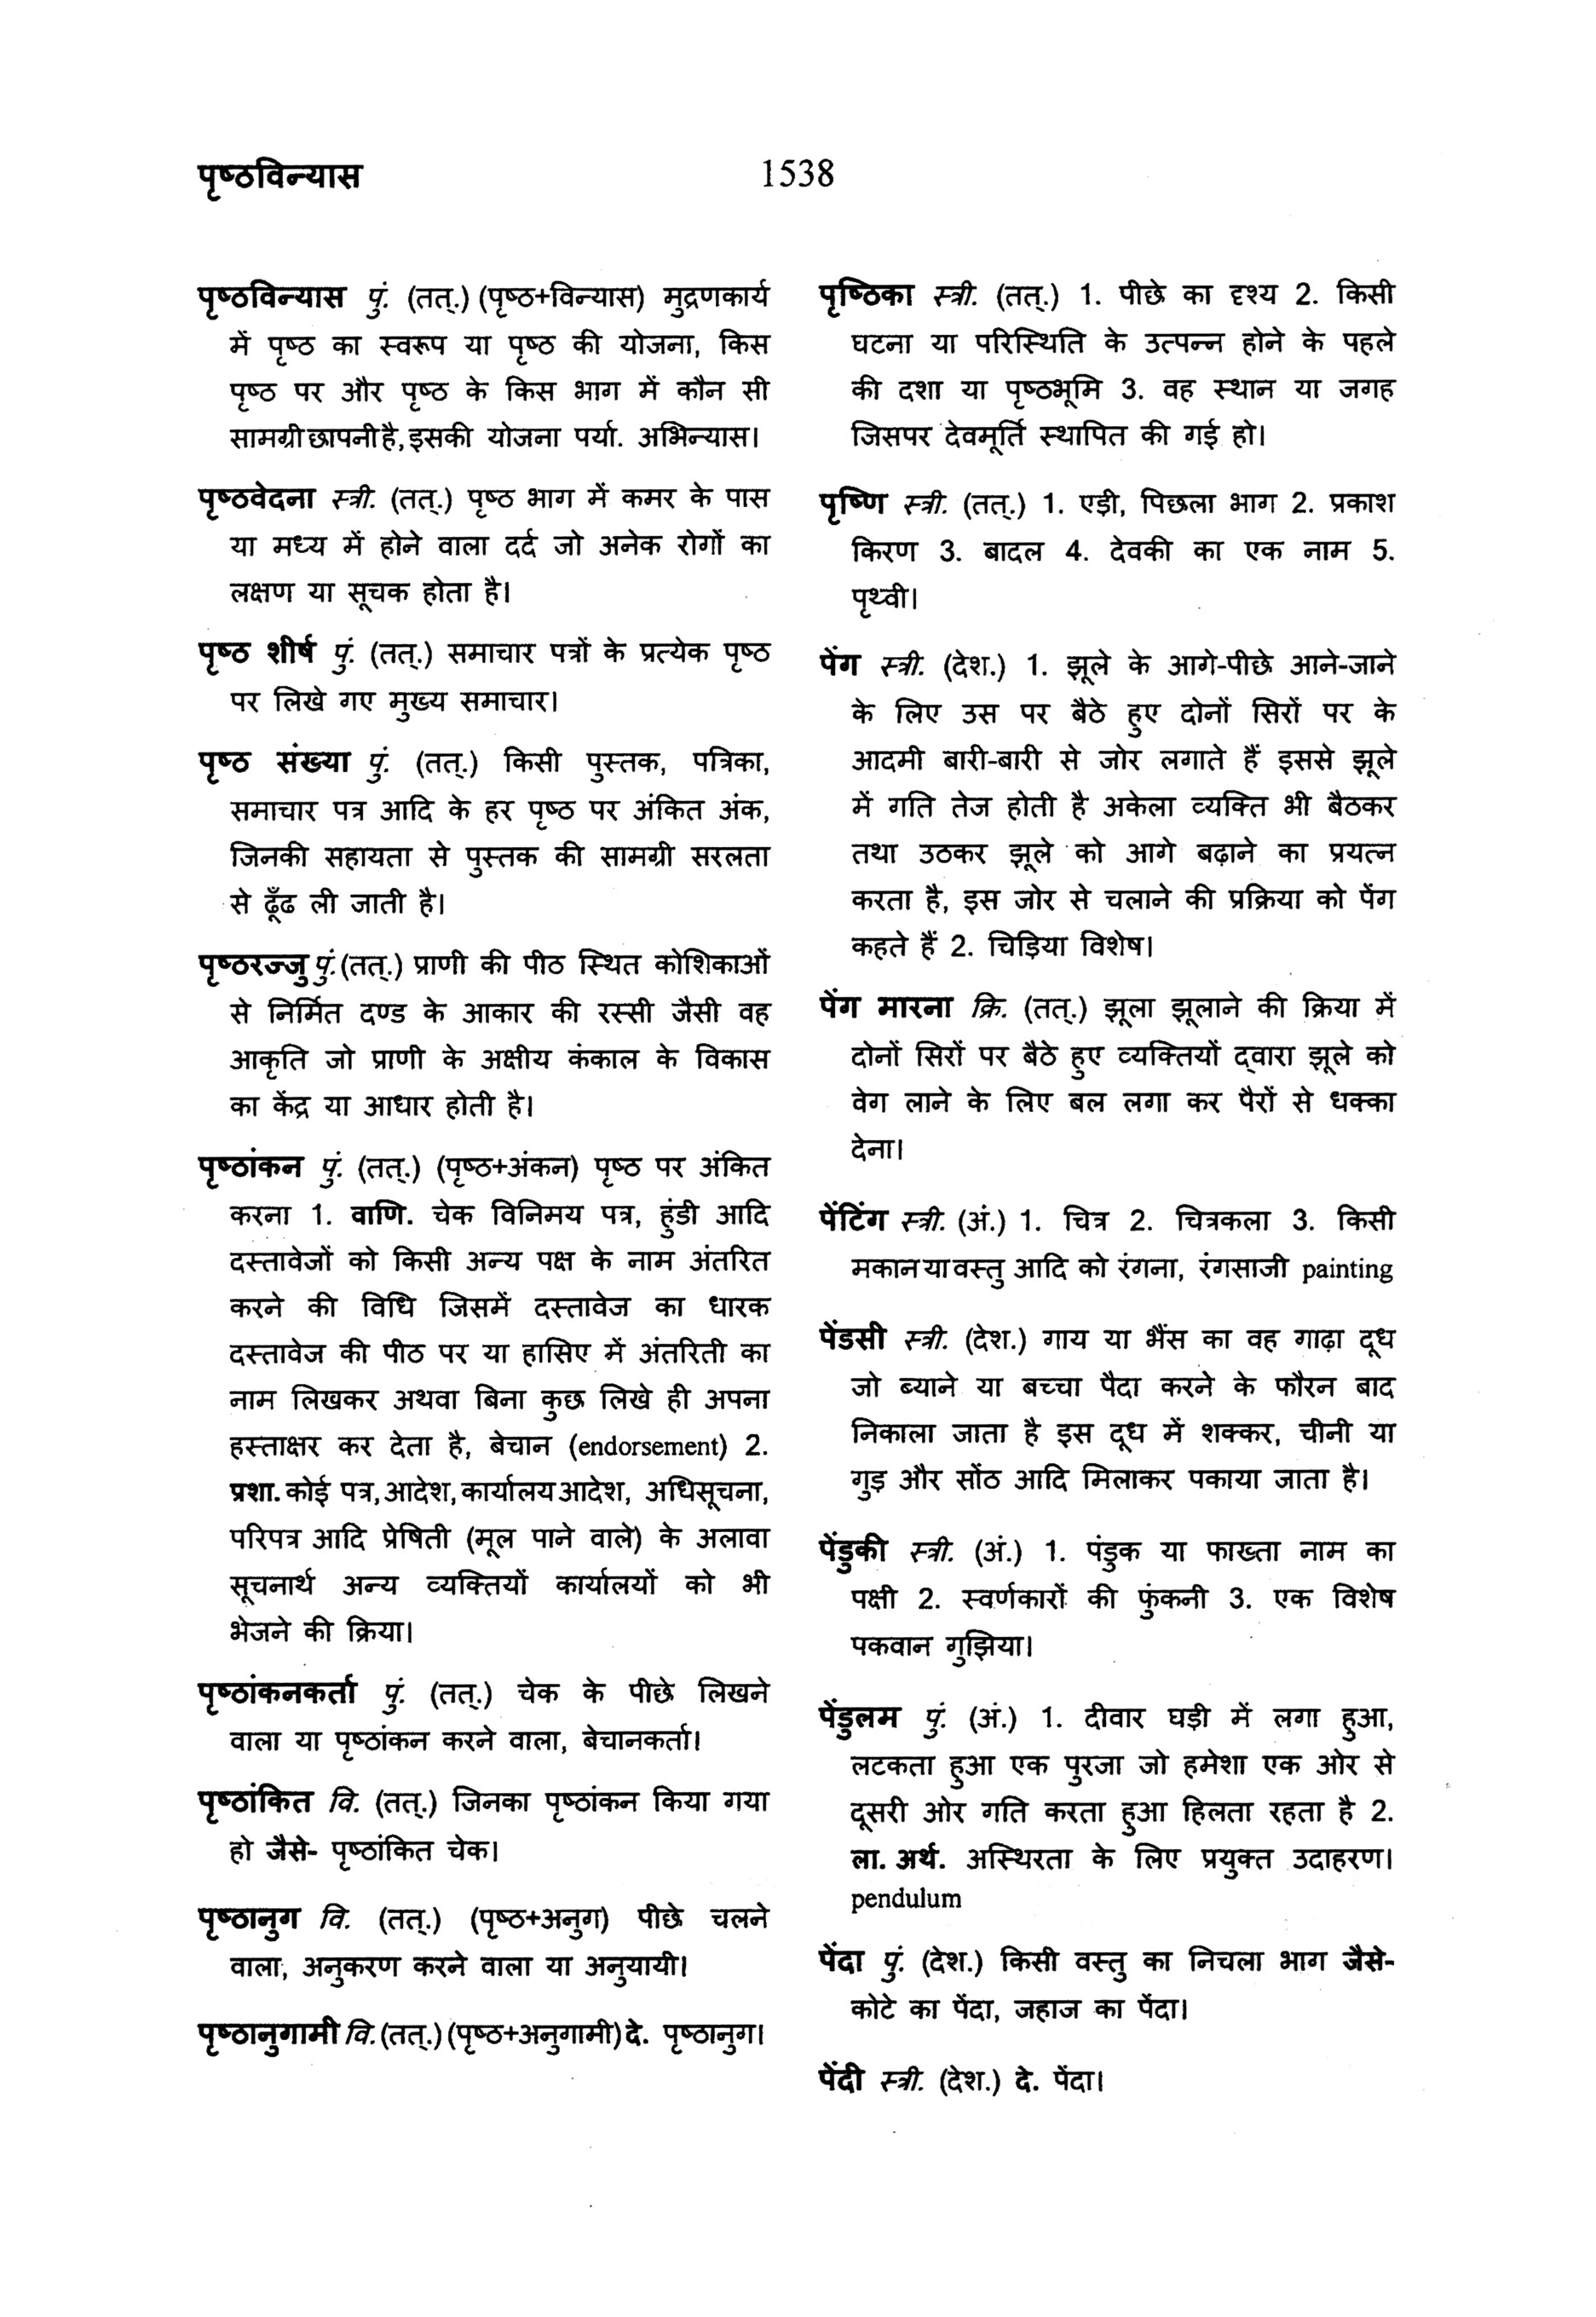 पृष्ठविन्यास
1538
पृष्ठविन्यास पुं. (तत्.) (पृष्ठ+विन्यास) मुद्रणकार्य
में पृष्ठ का स्वरूप या पृष्ठ की योजना, किस
पृष्ठ पर और पृष्ठ के किस भाग में कौन सी
सामग्री छापनी है, इसकी योजना पर्या. अभिन्यास।
पृष्ठवेदना स्त्री. (तत्.) पृष्ठ भाग में कमर के पास
या मध्य में होने वाला दर्द जो अनेक रोगों का
लक्षण या सूचक होता है।
पृष्ठ शीर्ष पुं. (तत्.) समाचार पत्रों के प्रत्येक पृष्ठ
पर लिखे गए मुख्य समाचार।
पृष्ठ संख्या पुं. (तत्.) किसी पुस्तक, पत्रिका,
समाचार पत्र आदि के हर पृष्ठ पर अंकित अंक,
जिनकी सहायता से पुस्तक की सामग्री सरलता
से ढूँढ ली जाती है।
पृष्ठरज्जु पुं. (तत्.) प्राणी की पीठ स्थित कोशिकाओं
से निर्मित दण्ड के आकार की रस्सी जैसी वह
आकृति जो प्राणी के अक्षीय कंकाल के विकास
का केंद्र या आधार होती है।
पृष्ठांकन पुं. (तत्.) (पृष्ठ+अंकन) पृष्ठ पर अंकित
करना 1. वाणि. चेक विनिमय पत्र, हुंडी आदि
दस्तावेजों को किसी अन्य पक्ष के नाम अंतरित
करने की विधि जिसमें दस्तावेज का धारक
दस्तावेज की पीठ पर या हासिए में अंतरिती का
नाम लिखकर अथवा बिना कुछ लिखे ही अपना
हस्ताक्षर कर देता है, बेचान (endorsement) 2.
प्रशा. कोई पत्र, आदेश, कार्यालय आदेश, अधिसूचना,
परिपत्र आदि प्रेषिती (मूल पाने वाले) के अलावा
सूचनार्थ अन्य व्यक्तियों कार्यालयों को भी
भेजने की क्रिया।
पृष्ठांकनकर्ता पुं. (तत्.) चेक के पीछे लिखने
वाला या पृष्ठांकन करने वाला, बेचानकर्ता।
पृष्ठांकित वि. (तत्.) जिनका पृष्ठांकन किया गया
हो जैसे- पृष्ठांकित चेक।
पृष्ठानुग वि. (तत्.) (पृष्ठ+अनुग) पीछे चलने
वाला, अनुकरण करने वाला या अनुयायी।
पृष्ठानुगामी वि. (तत्.) (पृष्ठ+अनुगामी) दे. पृष्ठानुग।
पृष्ठिका स्त्री. (तत्.) 1. पीछे का दृश्य 2. किसी
घटना या परिस्थिति के उत्पन्न होने के पहले
की दशा या पृष्ठभूमि 3. वह स्थान या जगह
जिसपर देवमूर्ति स्थापित की गई हो।
पृष्णि स्त्री. (तत्.) 1. एड़ी, पिछला भाग 2. प्रकाश
किरण 3. बादल 4. देवकी का एक नाम 5.
पृथ्वी।
पेंग स्त्री. (देश.) 1. झूले के आगे-पीछे आने-जाने
के लिए उस पर बैठे हुए दोनों सिरों पर के
आदमी बारी-बारी से जोर लगाते हैं इससे झूले
में गति तेज होती है अकेला व्यक्ति भी बैठकर
तथा उठकर झूले को आगे बढ़ाने का प्रयत्न
करता है, इस जोर से चलाने की प्रक्रिया को पेंग
कहते हैं 2. चिड़िया विशेष।
पेंग मारना क्रि. (तत्.) झूला झूलाने की क्रिया में
दोनों सिरों पर बैठे हुए व्यक्तियों द्‌वारा झूले को
वेग लाने के लिए बल लगा कर पैरों से धक्का
देना।
पेंटिंग स्त्री. (अं.) 1. चित्र 2. चित्रकला 3. किसी
मकान या वस्तु आदि को रंगना, रंगसाजी painting
पेंडसी स्त्री. (देश.) गाय या भैंस का वह गाढ़ा दूध
जो ब्याने या बच्चा पैदा करने के फौरन बाद
निकाला जाता है इस दूध में शक्कर, चीनी या
गुड़ और सोंठ आदि मिलाकर पकाया जाता है।
पेंडुकी स्त्री. (अं.) 1. पंडुक या फाख्ता नाम का
पक्षी 2. स्वर्णकारों की फुंकनी 3. एक विशेष
पकवान गुझिया।
पेंडुलम पुं. (अं.) 1. दीवार घड़ी में लगा हुआ,
लटकता हुआ एक पुरजा जो हमेशा एक ओर से
दूसरी ओर गति करता हुआ हिलता रहता है 2.
ला. अर्थ. अस्थिरता के लिए प्रयुक्त उदाहरण।
pendulum
पेंदा पुं. (देश.) किसी वस्तु का निचला भाग जैसे-
कोटे का पेंदा, जहाज का पेंदा।
पेंदी स्त्री. (देश.) दे. पेंदा।